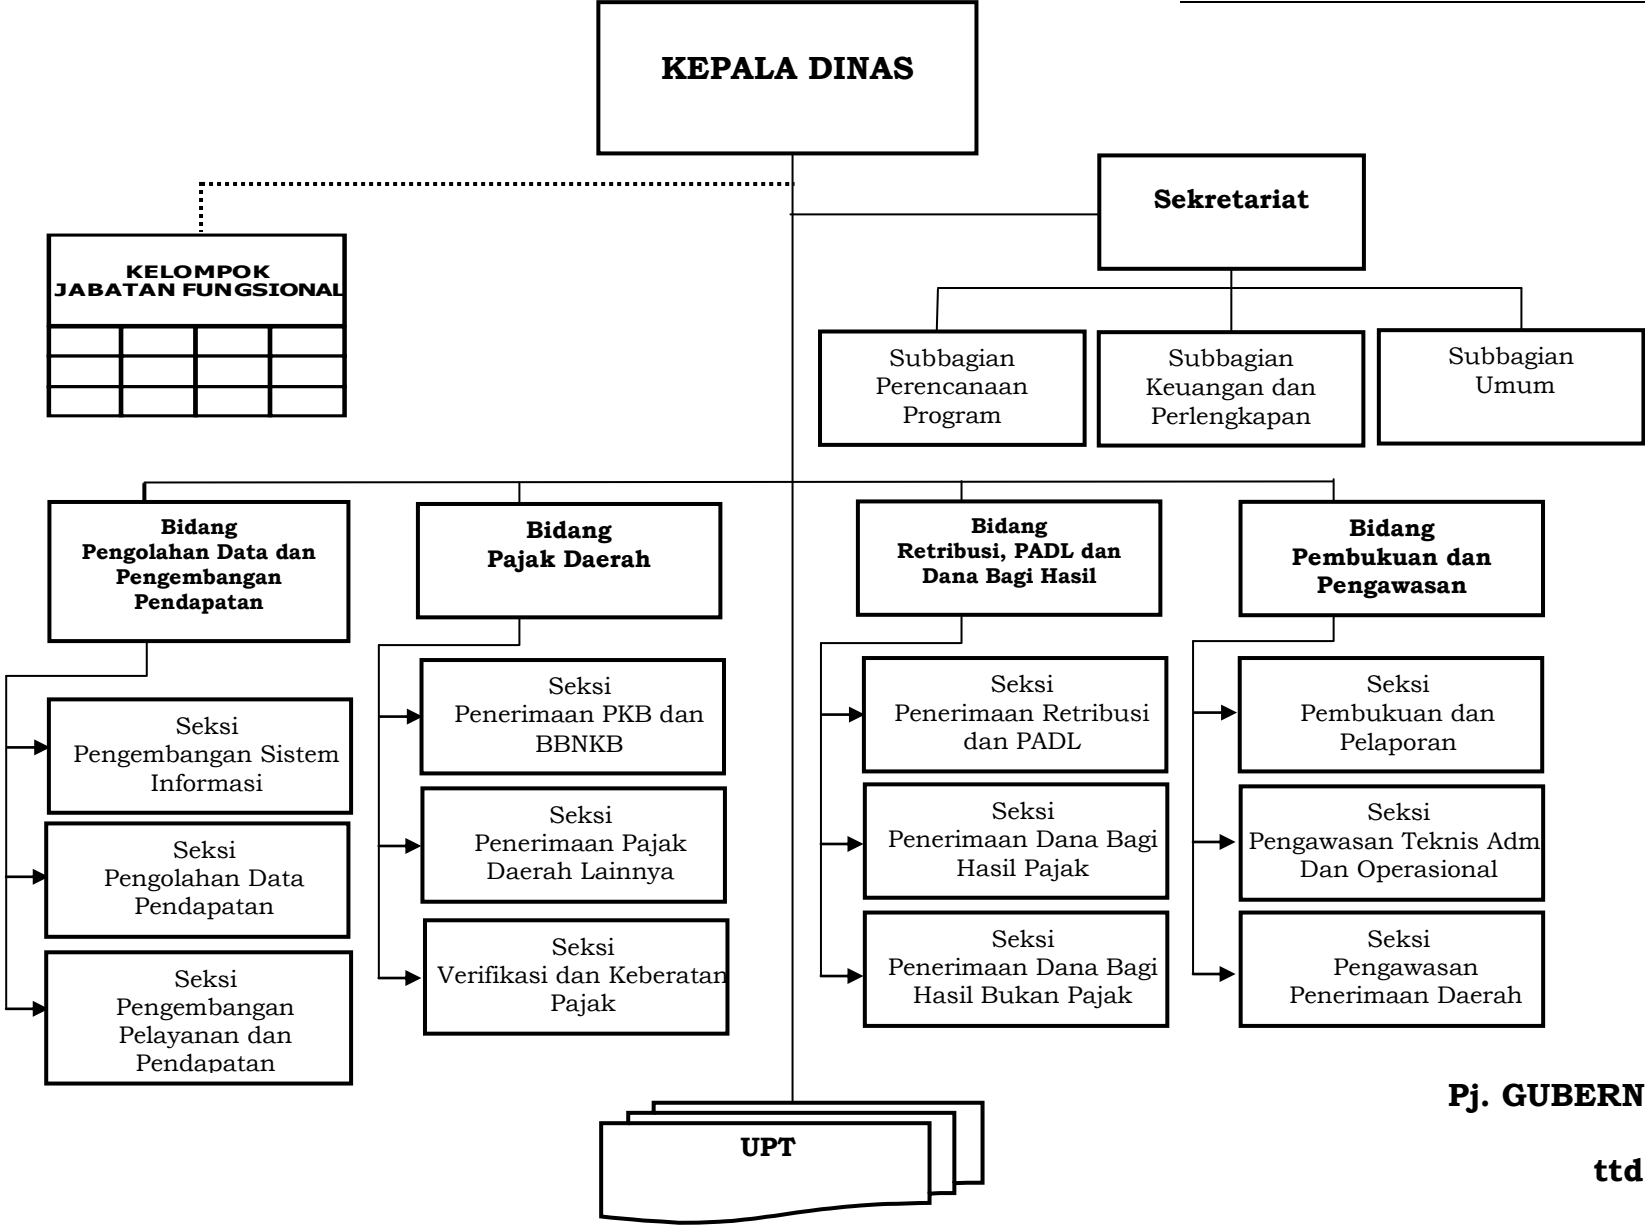 KEPALA DINAS
Sekretariat
KELOMPOK
JABATAN FUNGSIONAL
Subbagian
Perencanaan
Program
Subbagian
Keuangan dan
Perlengkapan
Subbagian
Umum
Bidang
Pengolahan Data dan
Pengembangan
Pendapatan
Bidang
Pajak Daerah
Bidang
Retribusi, PADL dan
Dana Bagi Hasil
Bidang
Pembukuan dan
Pengawasan
Seksi
Pengembangan Sistem
Informasi
Seksi
Pengolahan Data
Pendapatan
Seksi
Pengembangan
Pelayanan dan
Pendapatan
Seksi
Penerimaan PKB dan
BBNKB
Seksi
Penerimaan Pajak
Daerah Lainnya
Seksi
Verifikasi dan Keberatan
Pajak
Seksi
Penerimaan Retribusi
dan PADL
Seksi
Penerimaan Dana Bagi
Hasil Pajak
Seksi
Penerimaan Dana Bagi
Hasil Bukan Pajak
Seksi
Pembukuan dan
Pelaporan
Seksi
Pengawasan Teknis Adm
Dan Operasional
Seksi
Pengawasan
Penerimaan Daerah
UPT
Pj. GUBERN
ttd